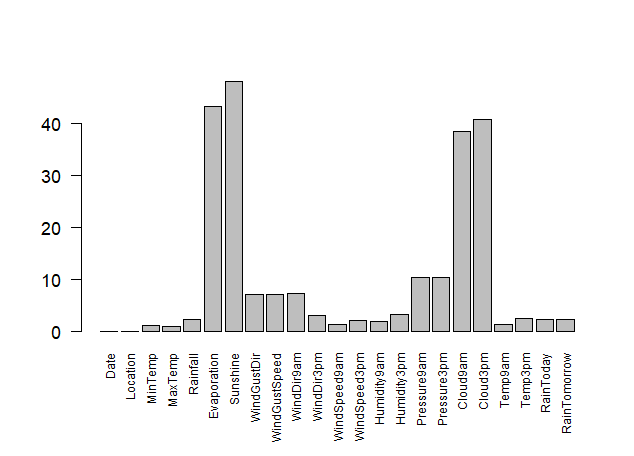 40
30
20
10
0
Date
Location
MinTemp
MaxTemp
Rainfall
Evaporation
Sunshine
WindGustDir
WindGustSpeed
WindDir9am
WindDir3pm
WindSpeed9am
WindSpeed3pm
Humidity9am
Humidity3pm
Pressure9am
Pressure3pm
Cloud9am
Cloud3pm
Temp9am
Temp3pm
RainToday
RainTomorrow